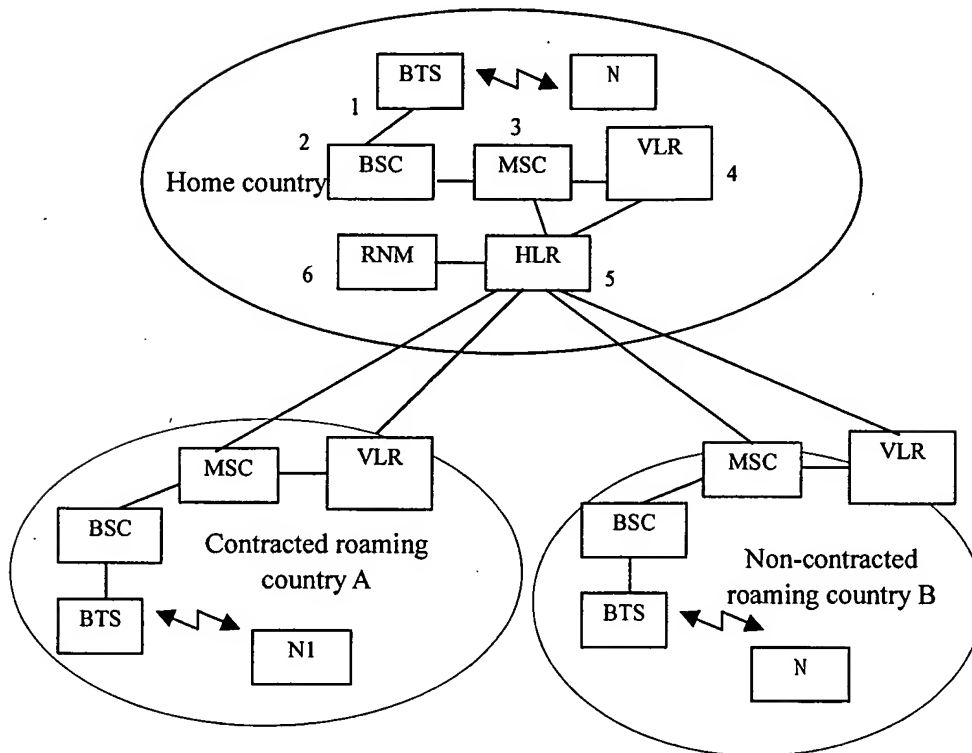 BTS
N
1
2
3
BSC
MSC
VLR
4
Home country
RNM
HLR
6
5
MSC
VLR
BSC
Contracted roaming
country A
BTS
N1
MSC
VLR
BSC
Non-contracted
roaming country B
BTS
N